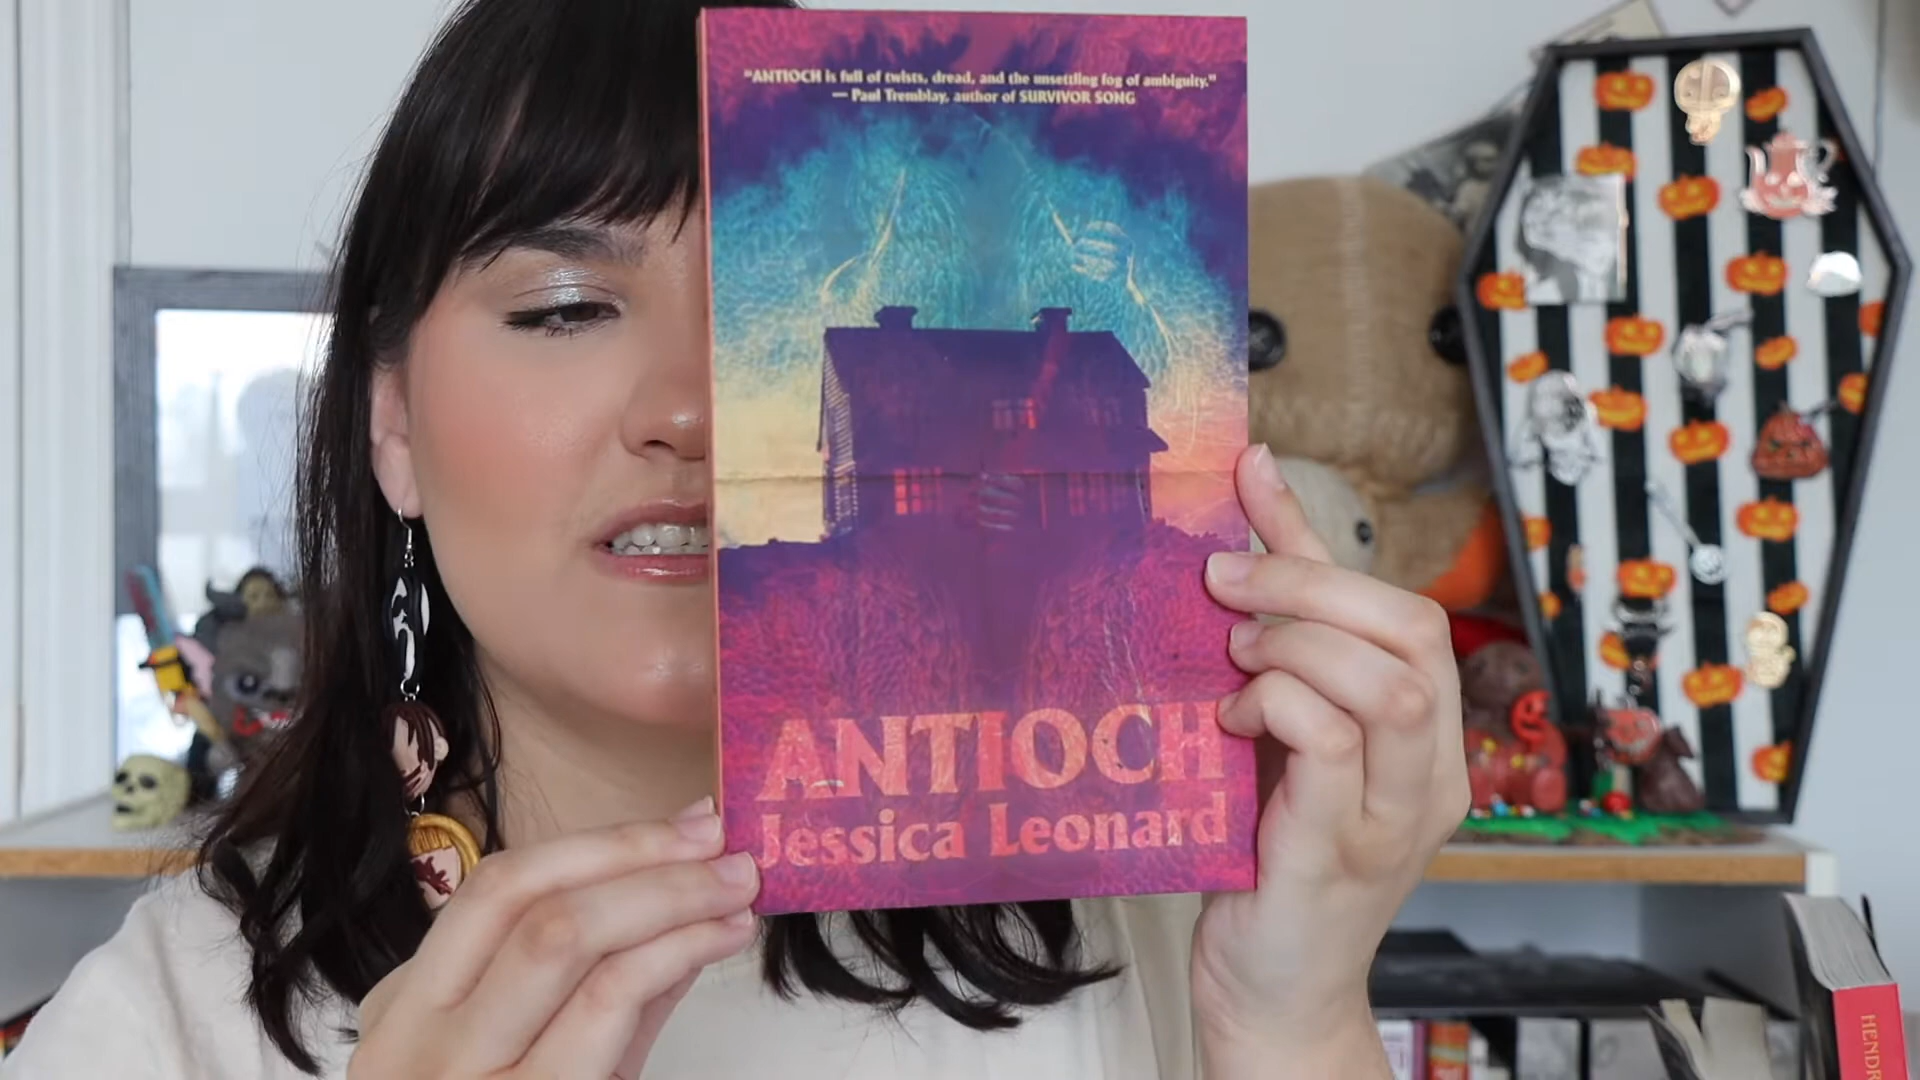 "ANTIOCH is full of twists, dread, and the unsettling fog of ambiguity."
— Paul Tremblay, author of SURVIVOR SONG
ANTIOCH
Jessica Leonard
HENDR